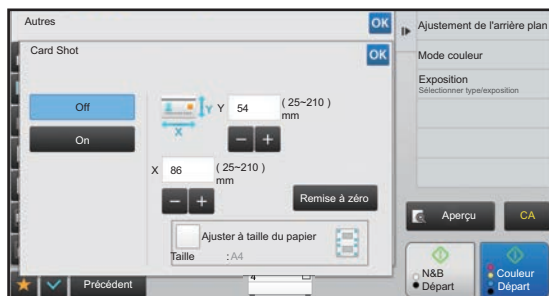 Autres
OK
Card Shot
OK
Off
On
Y 54 ( 25~210 )
mm
Y
X
X 86 ( 25~210 )
mm
Remise à zéro
Ajuster à taille du papier
Taille : A4
Précédent
Ajustement de l'arrière plan
Mode couleur
Exposition
Sélectionner type/exposition
Aperçu
CA
N&B
Départ
Couleur
Départ